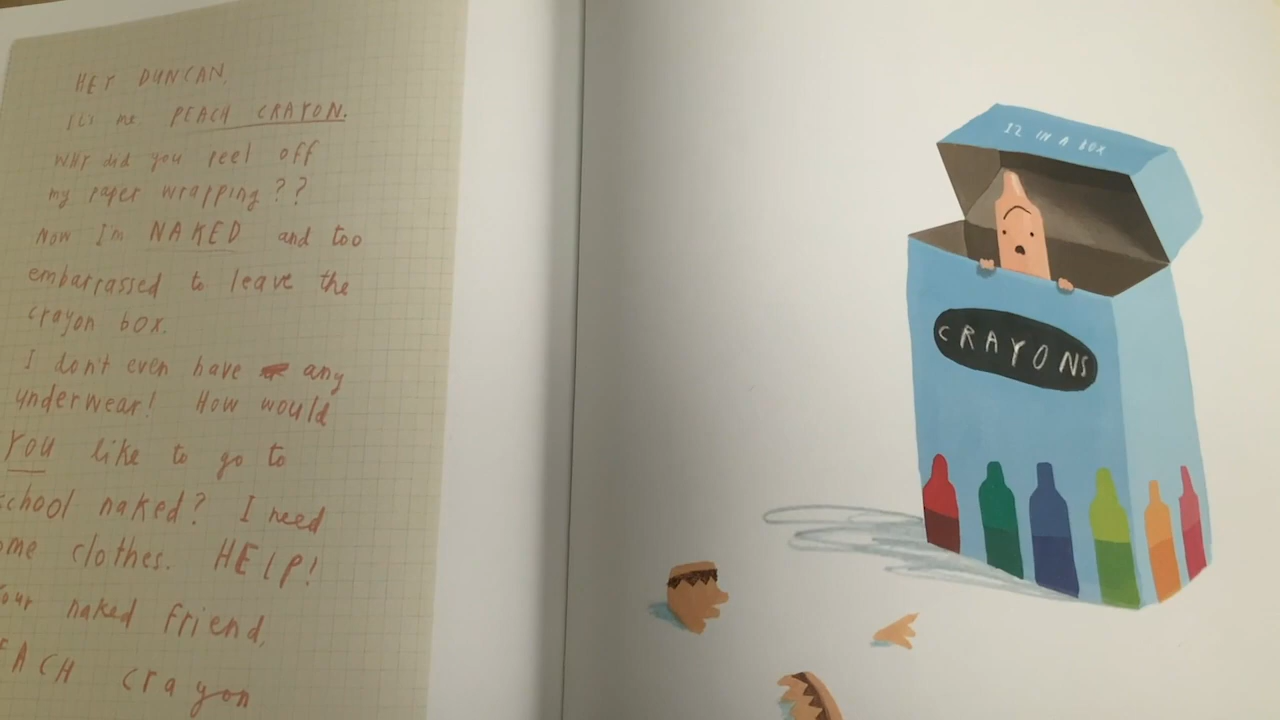 HEY DUNCAN,
It's me PEACH CRAYON.
WHY did you peel off
my paper wrapping??
Now I'm NAKED and too
embarrassed to leave the
crayon box.
I don't even have any
underwear! How would
YOU like to go to
school naked? I need
ome clothes. HELP!
our naked friend,
EACH crayon
12 IN A BOX
CRAYONS